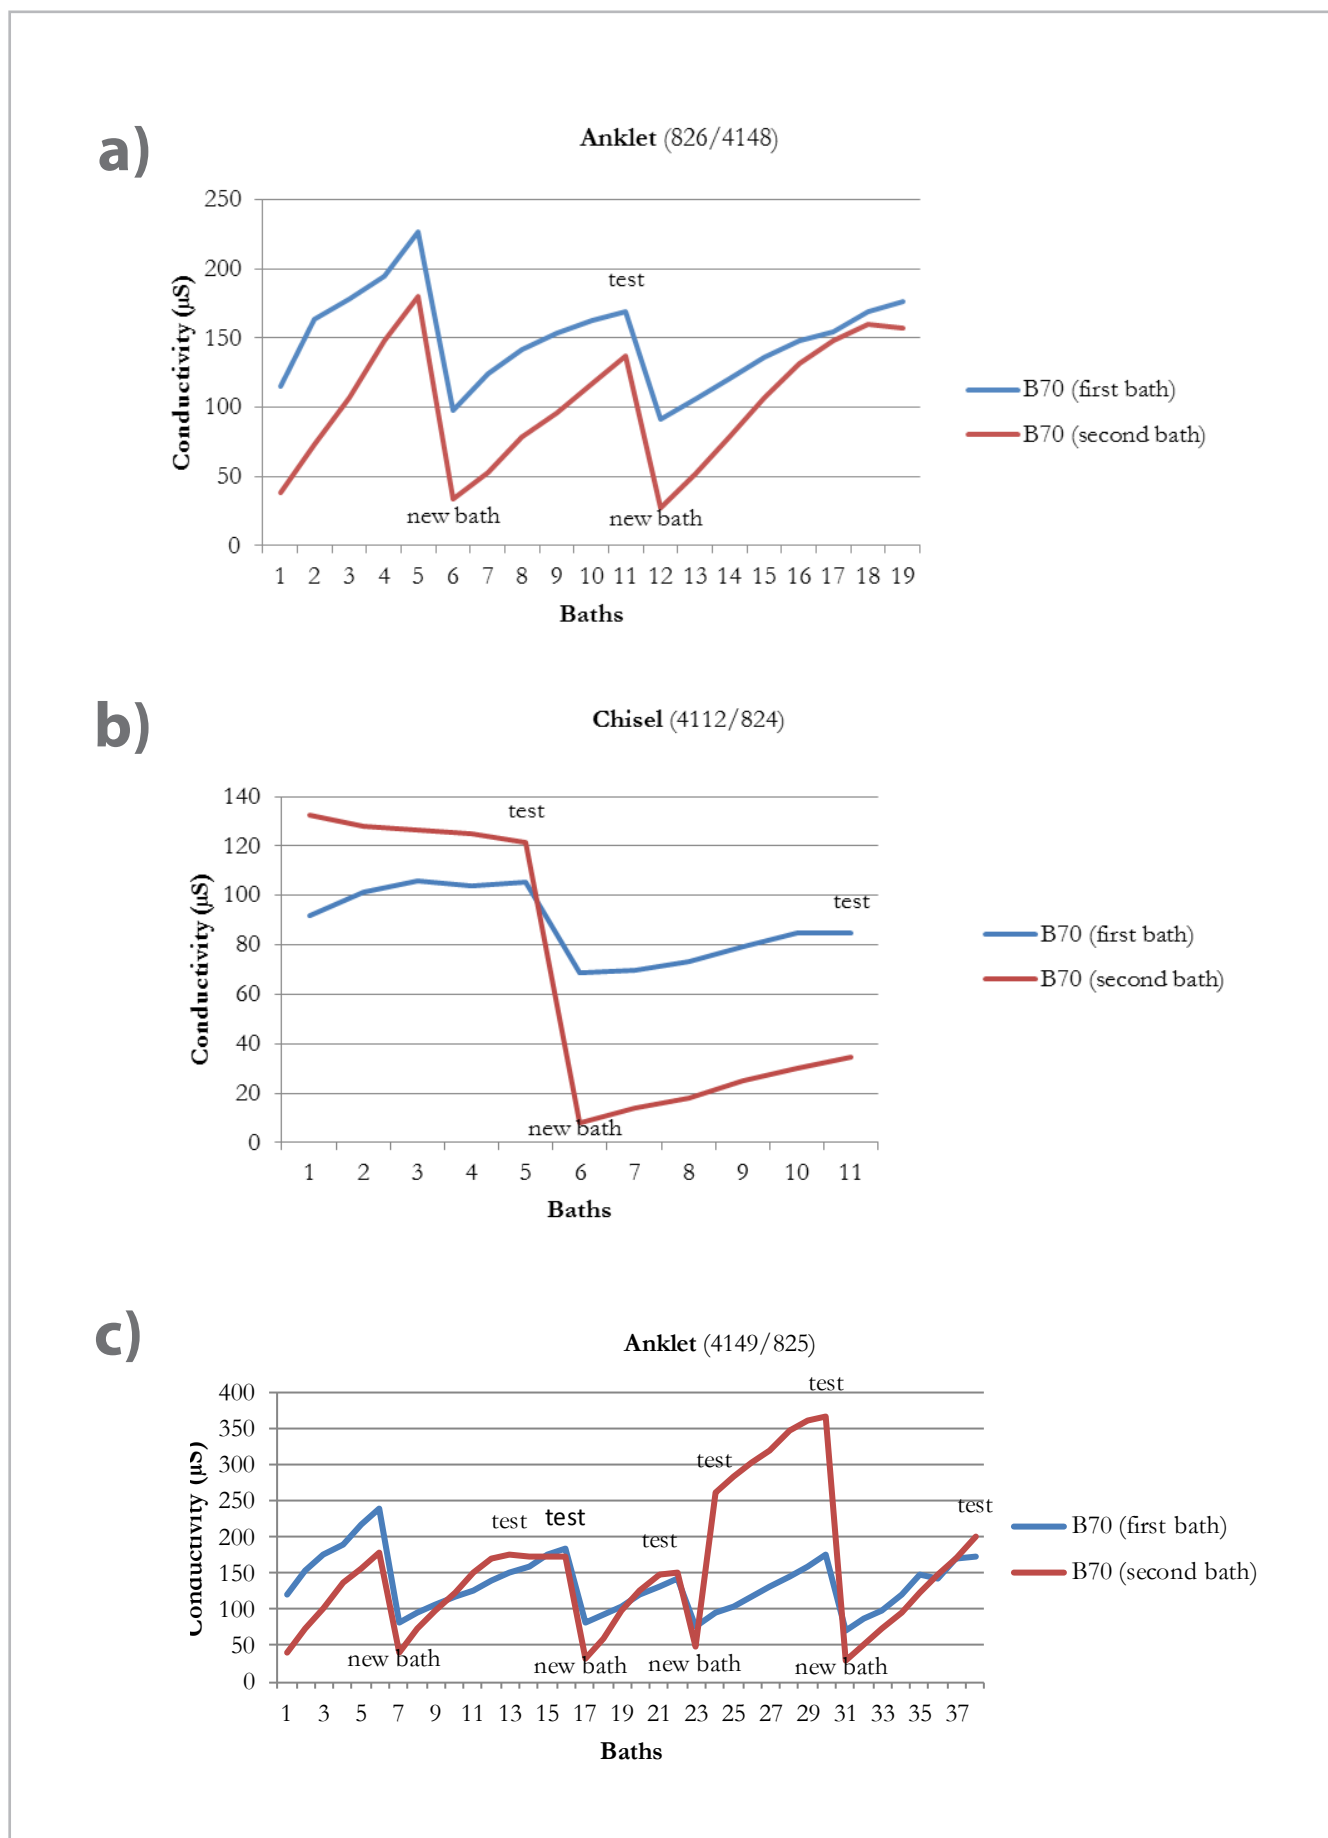 a)
Anklet (826/4148)
250
200
150
100
50
0
Conductivity (µS)
test
new bath
new bath
1 2 3 4 5 6 7 8 9 10 11 12 13 14 15 16 17 18 19
Baths
B70 (first bath)
B70 (second bath)
b)
Chisel (4112/824)
140
120
100
80
60
40
20
0
Conductivity (µS)
test
test
new bath
1 2 3 4 5 6 7 8 9 10 11
Baths
B70 (first bath)
B70 (second bath)
c)
Anklet (4149/825)
400
350
300
250
200
150
100
50
0
Conductivity (µS)
test
test
test
test
test
test
new bath
new bath
new bath
new bath
1 3 5 7 9 11 13 15 17 19 21 23 25 27 29 31 33 35 37
Baths
B70 (first bath)
B70 (second bath)